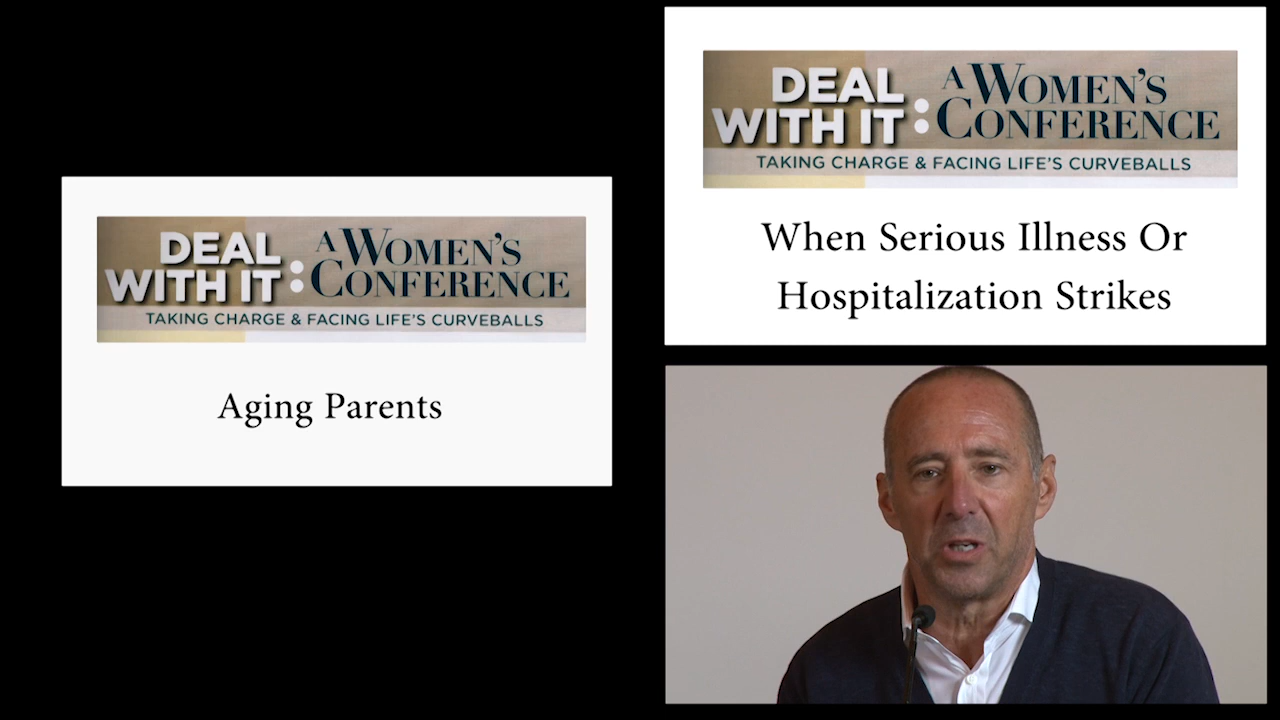 DEAL
WITH IT:
A WOMEN'S
CONFERENCE
TAKING CHARGE & FACING LIFE'S CURVEBALLS
Aging Parents
DEAL
WITH IT:
A WOMEN'S
CONFERENCE
TAKING CHARGE & FACING LIFE'S CURVEBALLS
When Serious Illness Or
Hospitalization Strikes